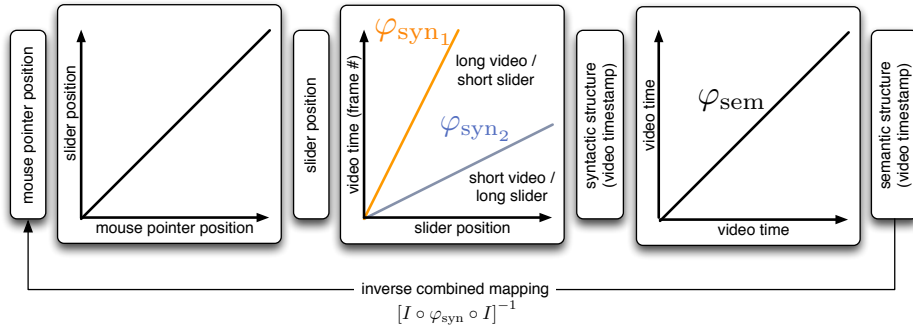 mouse pointer position
slider position
mouse pointer position
slider position
video time (frame #)
φsyn₁
long video /
short slider
φsyn₂
short video /
long slider
slider position
syntactic structure
(video timestamp)
video time
φsem
video time
semantic structure
(video timestamp)
inverse combined mapping
[I ∘ φsyn ∘ I]⁻¹